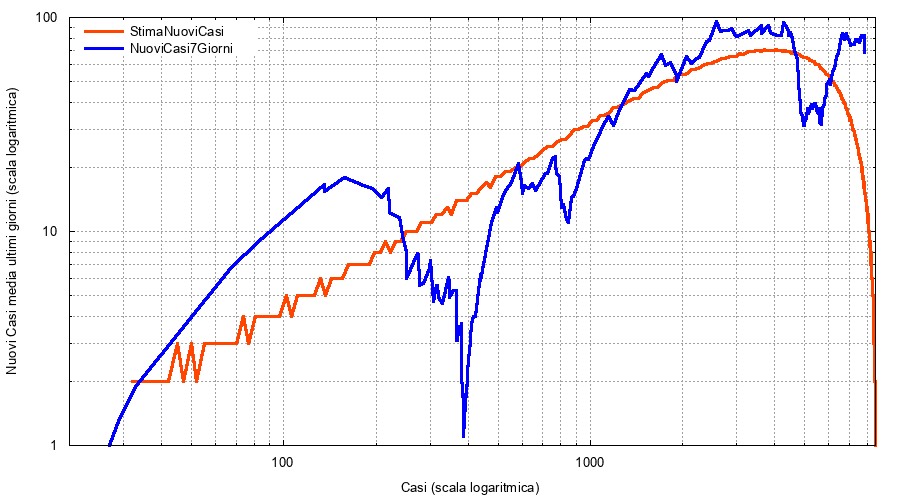 StimaNuoviCasi
NuoviCasi7Giorni
100
10
1
Nuovi Casi media ultimi giorni (scala logaritmica)
100
1000
Casi (scala logaritmica)